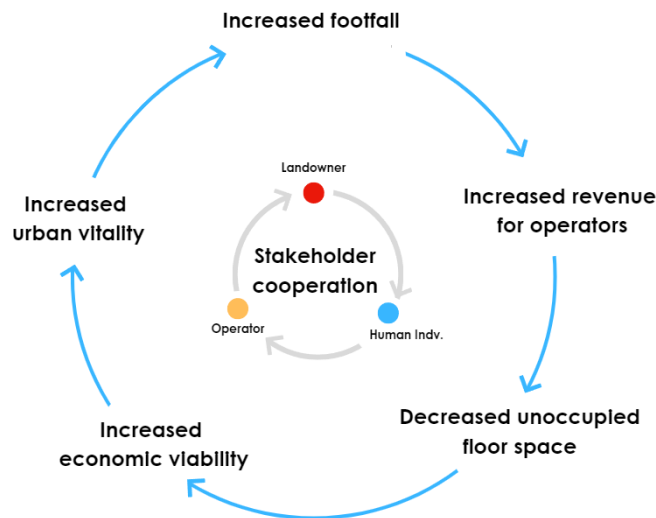 Increased footfall
Landowner
Increased revenue
for operators
Increased
urban vitality
Stakeholder
cooperation
Operator
Human Indv.
Decreased unoccupied
floor space
Increased
economic viability